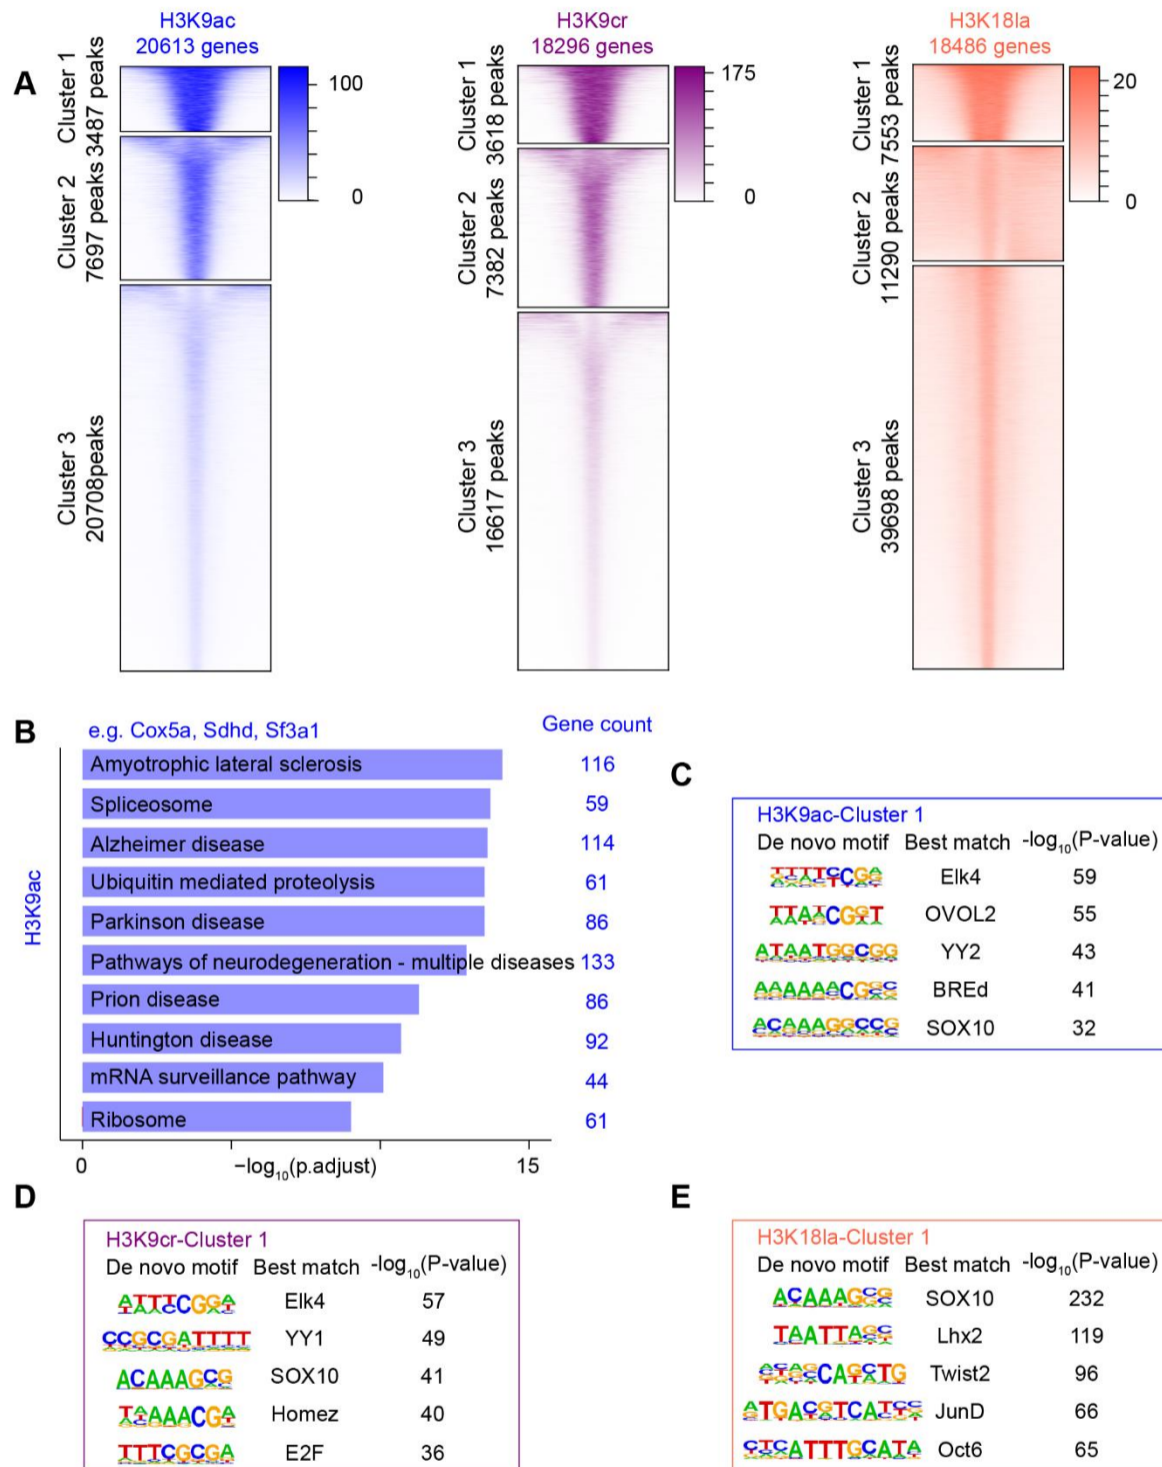 A
H3K9ac
20613 genes
Cluster 1
3487 peaks
Cluster 2
7697 peaks
Cluster 3
20708peaks
100
0
H3K9cr
18296 genes
Cluster 1
3618 peaks
Cluster 2
7382 peaks
Cluster 3
16617 peaks
175
0
H3K18la
18486 genes
Cluster 1
7553 peaks
Cluster 2
11290 peaks
Cluster 3
39698 peaks
20
0
B
e.g. Cox5a, Sdhd, Sf3a1
Gene count
H3K9ac
Amyotrophic lateral sclerosis 116
Spliceosome 59
Alzheimer disease 114
Ubiquitin mediated proteolysis 61
Parkinson disease 86
Pathways of neurodegeneration - multiple diseases 133
Prion disease 86
Huntington disease 92
mRNA surveillance pathway 44
Ribosome 61
0 −log10(p.adjust) 15
C
H3K9ac-Cluster 1
De novo motif Best match -log10(P-value)
Elk4 59
OVOL2 55
ATAATGGCGG YY2 43
BREd 41
ACAAAGGCCG SOX10 32
D
H3K9cr-Cluster 1
De novo motif Best match -log10(P-value)
Elk4 57
CCGCGATTTT YY1 49
ACAAAGCG SOX10 41
Homez 40
TTTCGCGA E2F 36
E
H3K18la-Cluster 1
De novo motif Best match -log10(P-value)
SOX10 232
Lhx2 119
Twist2 96
JunD 66
Oct6 65